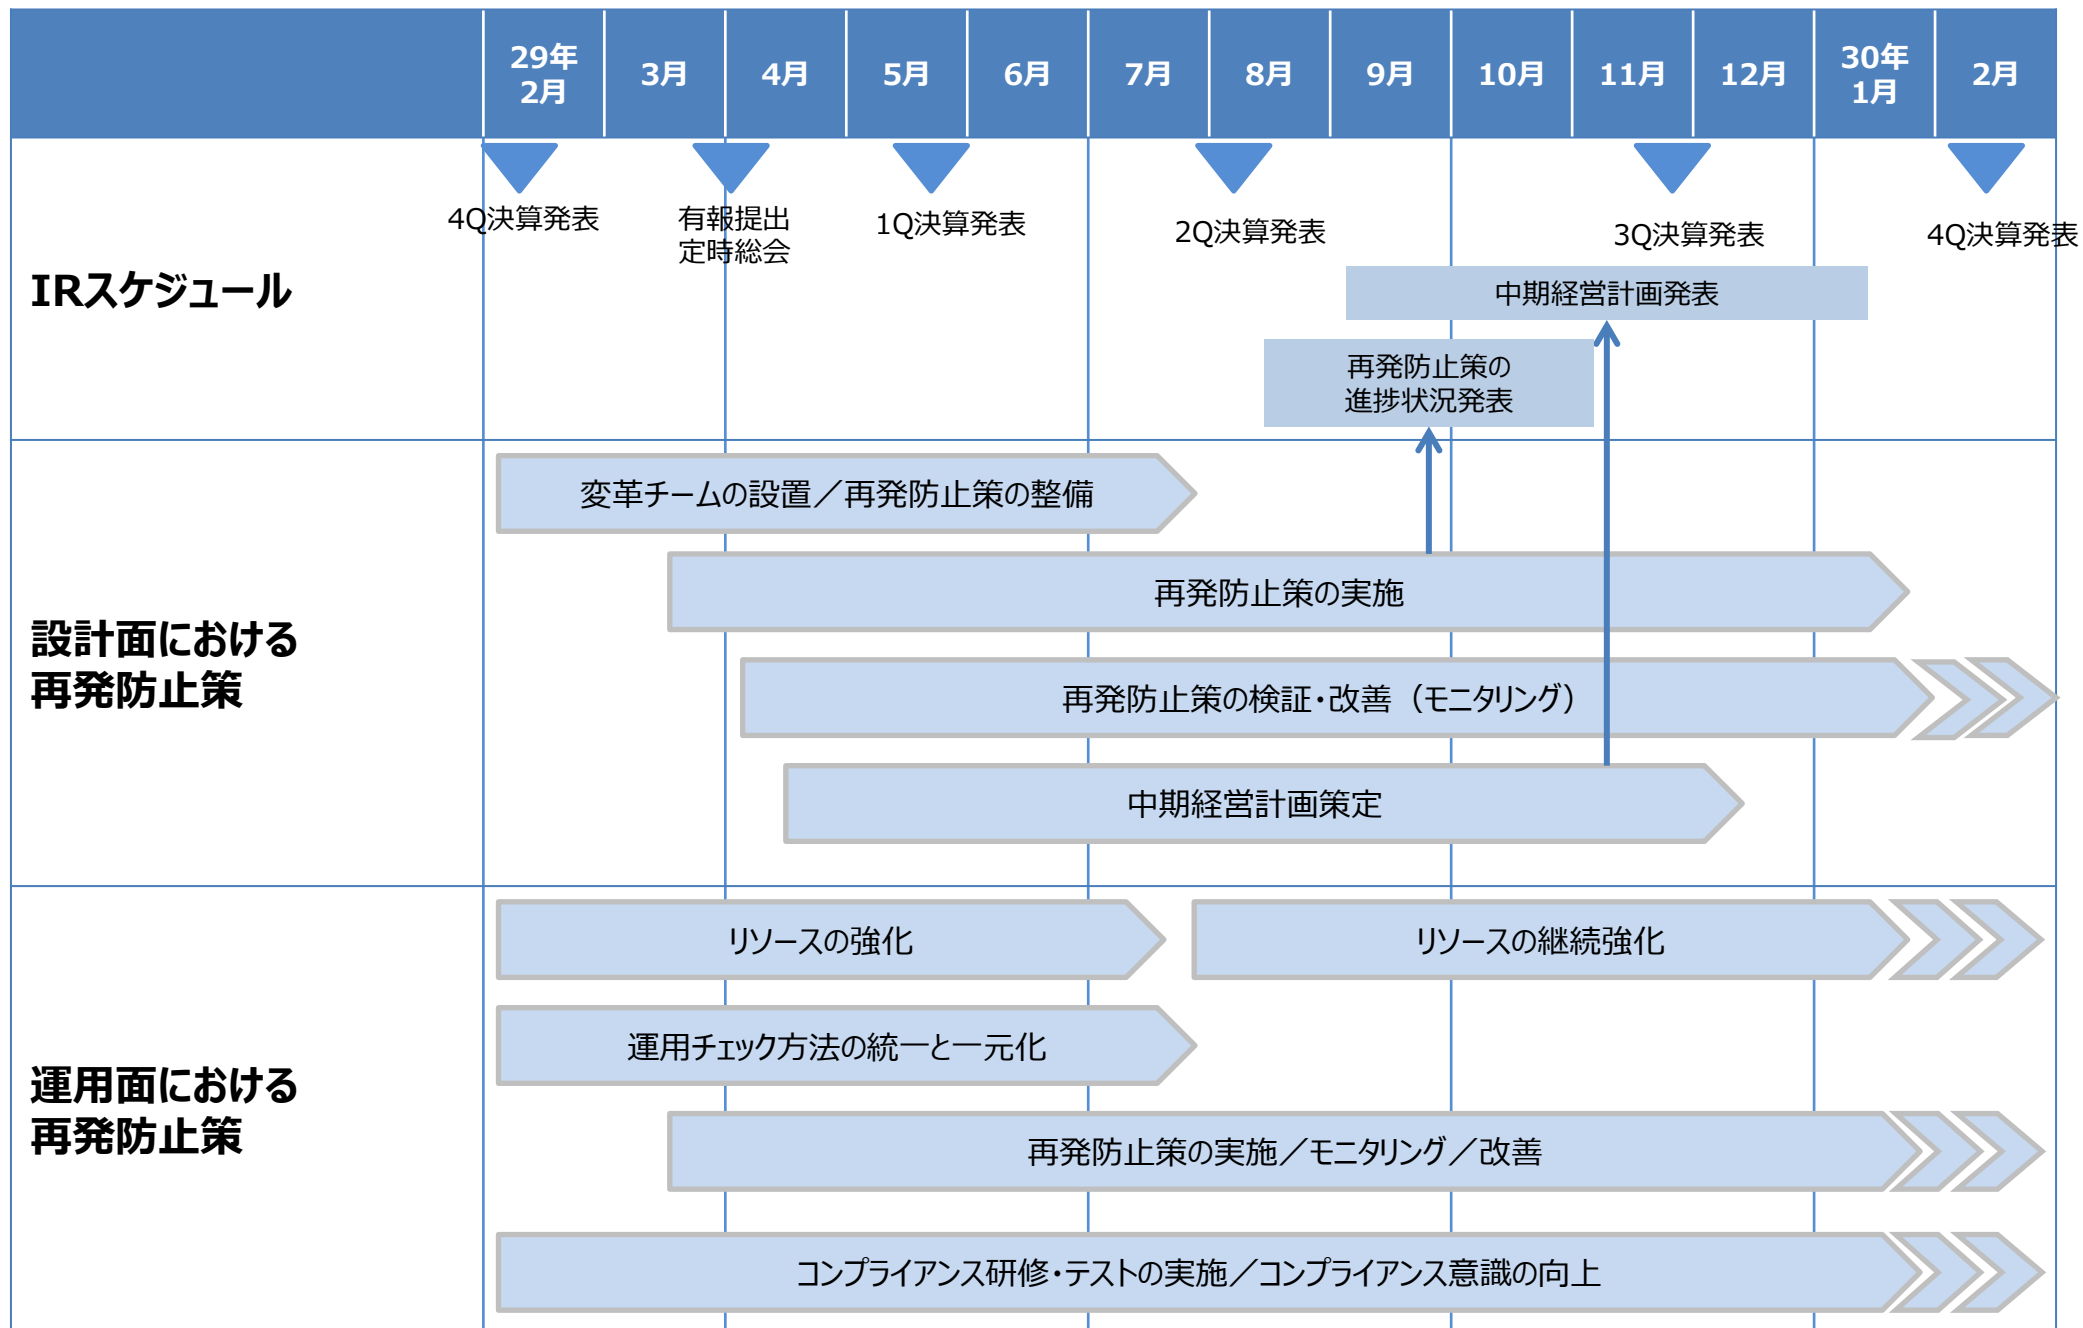 29年
2月
3月
4月
5月
6月
7月
8月
9月
10月
11月
12月
30年
1月
2月
IRスケジュール
4Q決算発表
有報提出
定時総会
1Q決算発表
2Q決算発表
3Q決算発表
4Q決算発表
中期経営計画発表
再発防止策の
進捗状況発表
設計面における
再発防止策
変革チームの設置／再発防止策の整備
再発防止策の実施
再発防止策の検証・改善（モニタリング）
中期経営計画策定
運用面における
再発防止策
リソースの強化
リソースの継続強化
運用チェック方法の統一と一元化
再発防止策の実施／モニタリング／改善
コンプライアンス研修・テストの実施／コンプライアンス意識の向上